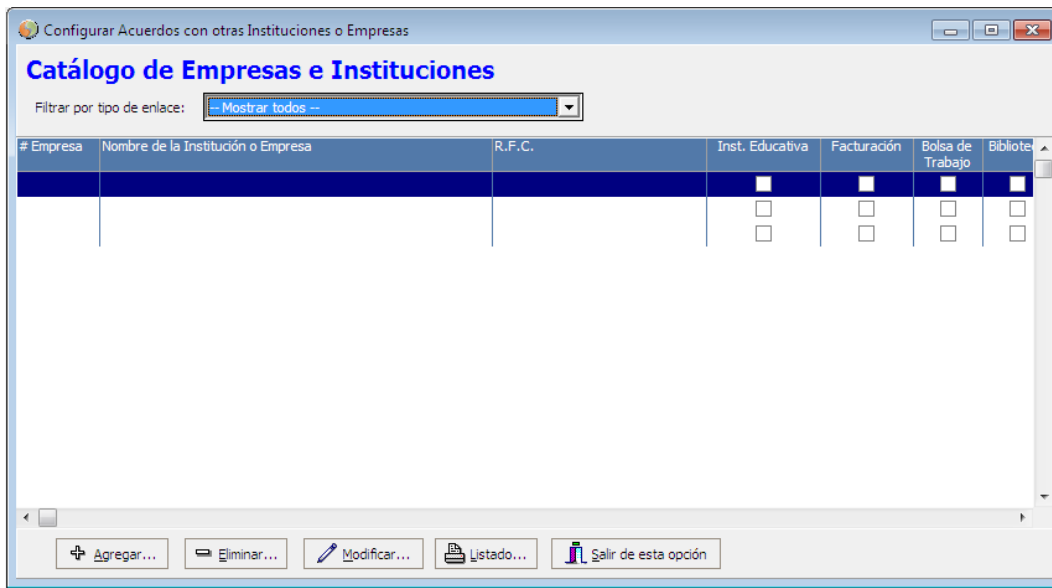 Configurar Acuerdos con otras Instituciones o Empresas
Catálogo de Empresas e Instituciones
Filtrar por tipo de enlace: -- Mostrar todos --
# Empresa Nombre de la Institución o Empresa R.F.C. Inst. Educativa Facturación Bolsa de Trabajo Bibliotec
Agregar... Eliminar... Modificar... Listado... Salir de esta opción